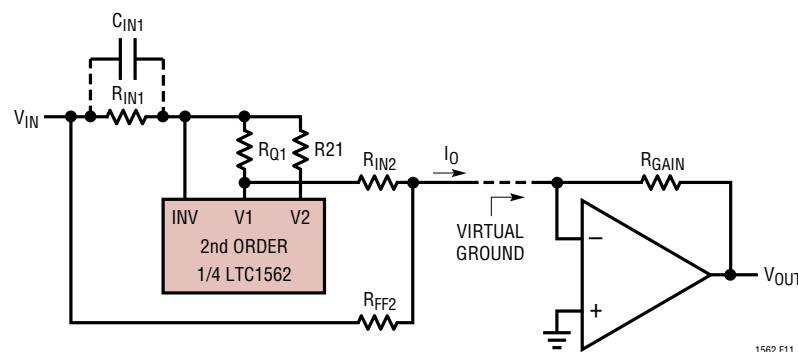 CIN1
RIN1
VIN
RQ1
R21
RIN2
IO
RGAIN
INV V1 V2
2nd ORDER
1/4 LTC1562
VIRTUAL
GROUND
−
+
VOUT
RFF2
1562 F11